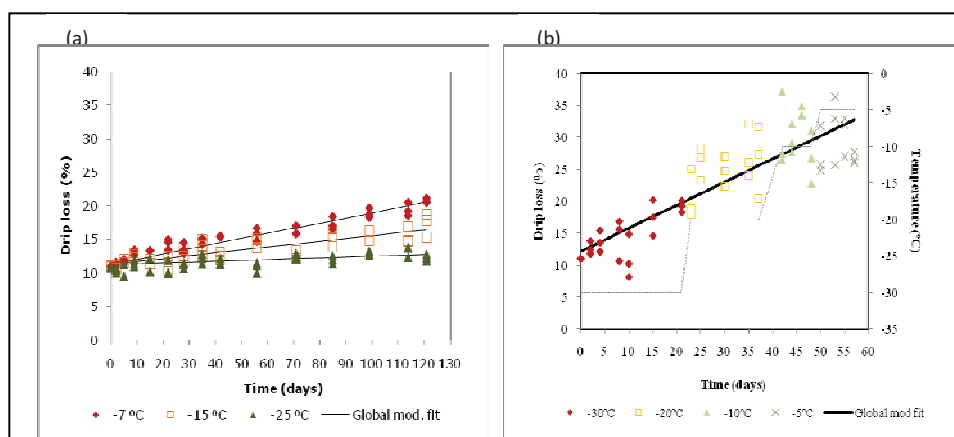 (a)
40
35
30
25
20
15
10
5
0
Drip loss (%)
0 10 20 30 40 50 60 70 80 90 100 110 120 130
Time (days)
-7 ºC -15 ºC -25 ºC Global mod. fit
(b)
40
35
30
25
20
15
10
5
0
Drip loss (%)
0
-5
-10
-15
-20
-25
-30
-35
Temperature(ºC)
0 5 10 15 20 25 30 35 40 45 50 55 60
Time (days)
-30ºC -20ºC -10ºC -5ºC Global mod fit